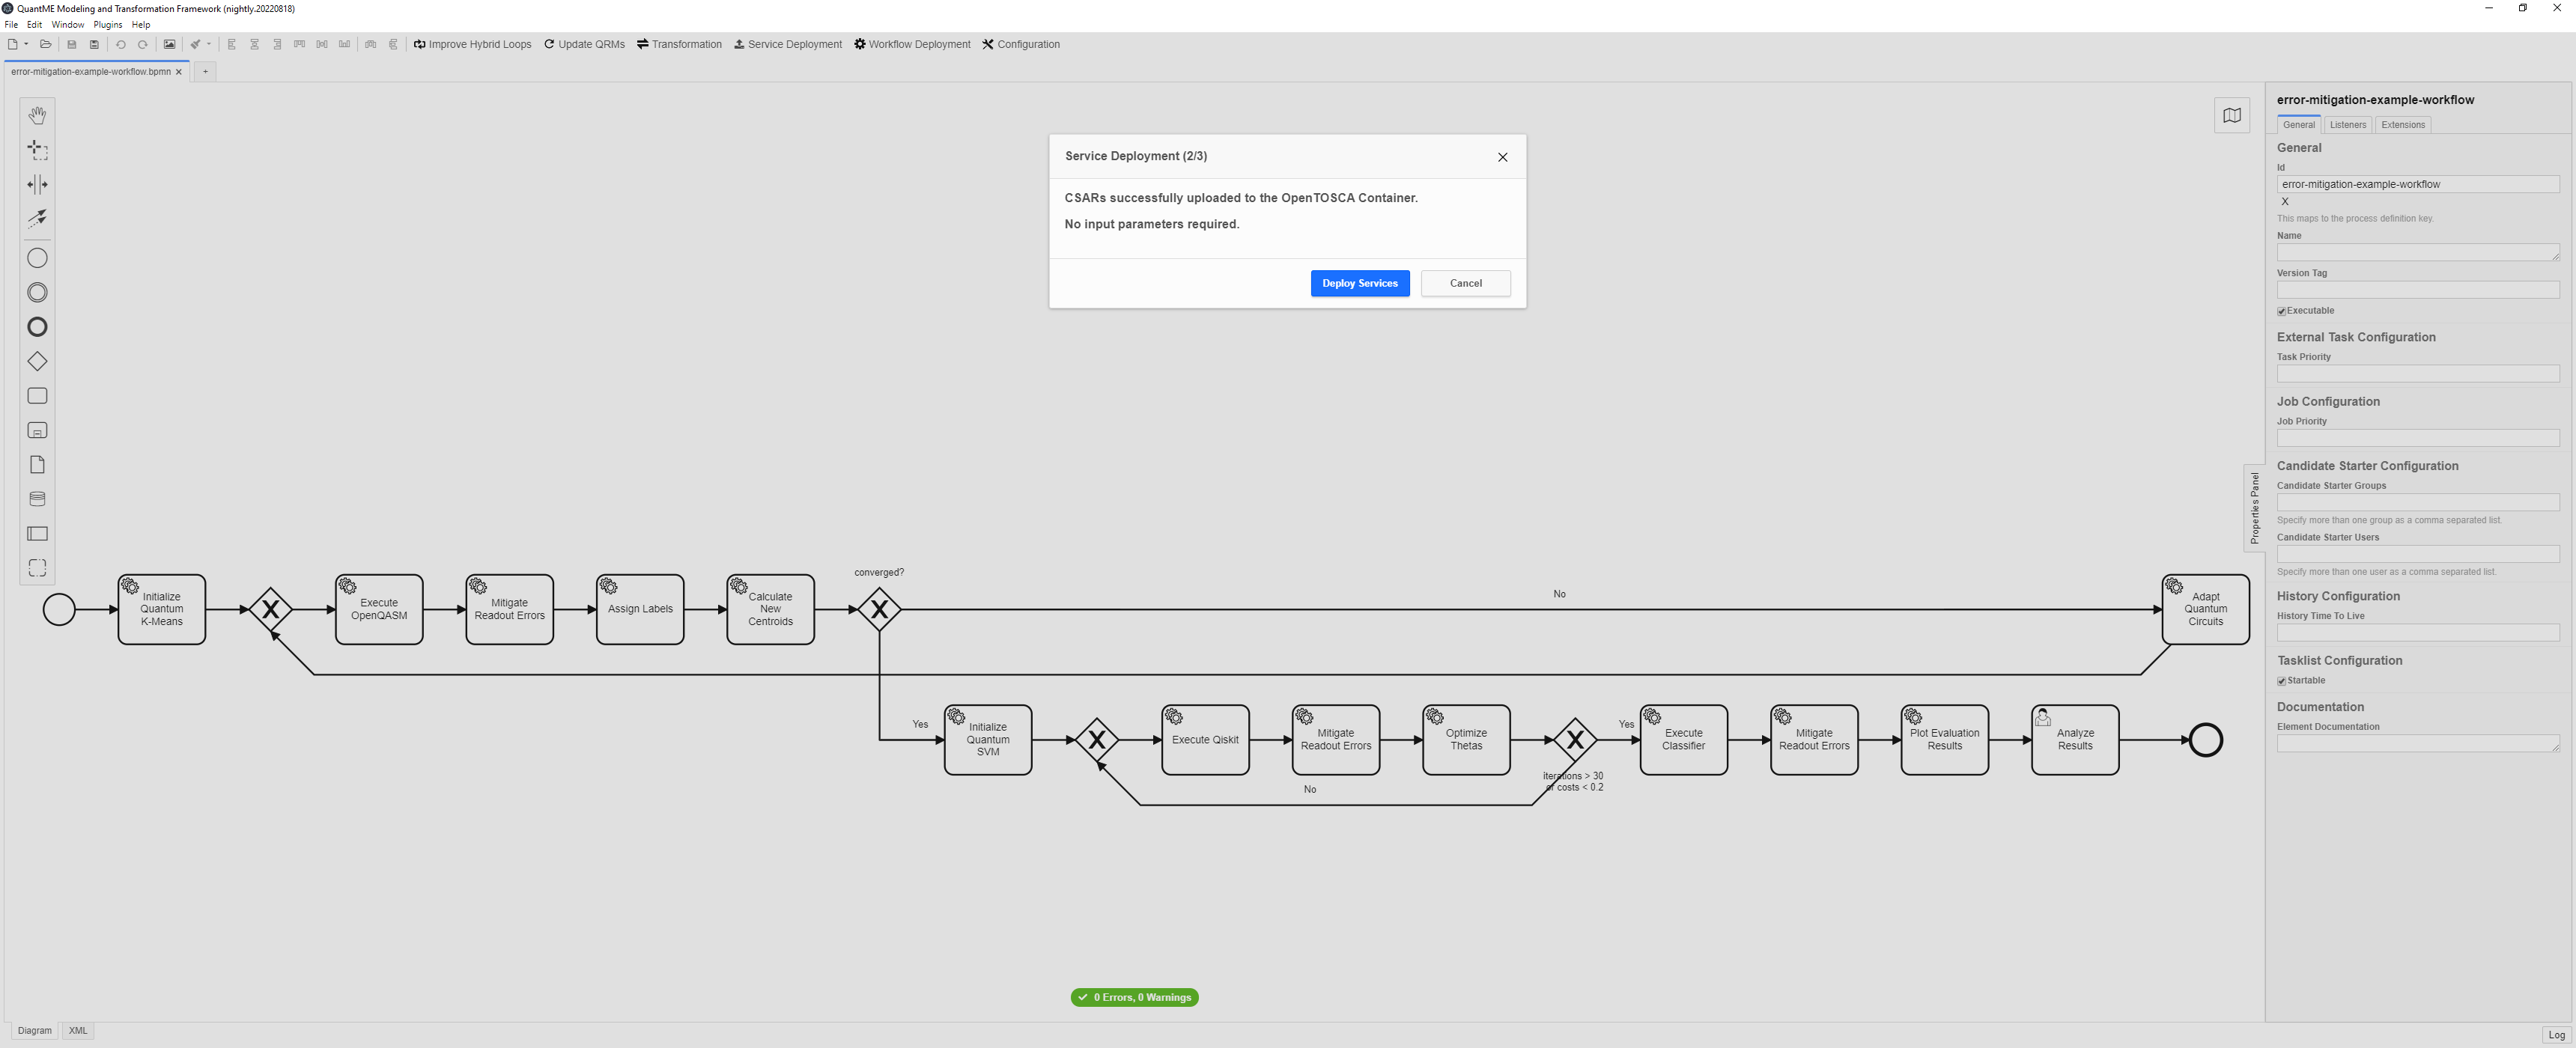 QuantME Modeling and Transformation Framework (nightly.20220818)
File Edit Window Plugins Help
Improve Hybrid Loops Update QRMs Transformation Service Deployment Workflow Deployment Configuration
error-mitigation-example-workflow.bpmn
Service Deployment (2/3)
CSARs successfully uploaded to the OpenTOSCA Container.
No input parameters required.
Deploy Services Cancel
converged?
No
Initialize
Quantum
K-Means
Execute
OpenQASM
Mitigate
Readout Errors
Assign Labels
Calculate
New
Centroids
Adapt
Quantum
Circuits
Yes
Initialize
Quantum
SVM
Execute Qiskit
Mitigate
Readout Errors
Optimize
Thetas
Yes
iterations > 30
or costs < 0.2
No
Execute
Classifier
Mitigate
Readout Errors
Plot Evaluation
Results
Analyze
Results
0 Errors, 0 Warnings
Diagram XML
Properties Panel
error-mitigation-example-workflow
General Listeners Extensions
General
Id
error-mitigation-example-workflow
X
This maps to the process definition key.
Name
Version Tag
Executable
External Task Configuration
Task Priority
Job Configuration
Job Priority
Candidate Starter Configuration
Candidate Starter Groups
Specify more than one group as a comma separated list.
Candidate Starter Users
Specify more than one user as a comma separated list.
History Configuration
History Time To Live
Tasklist Configuration
Startable
Documentation
Element Documentation
Log